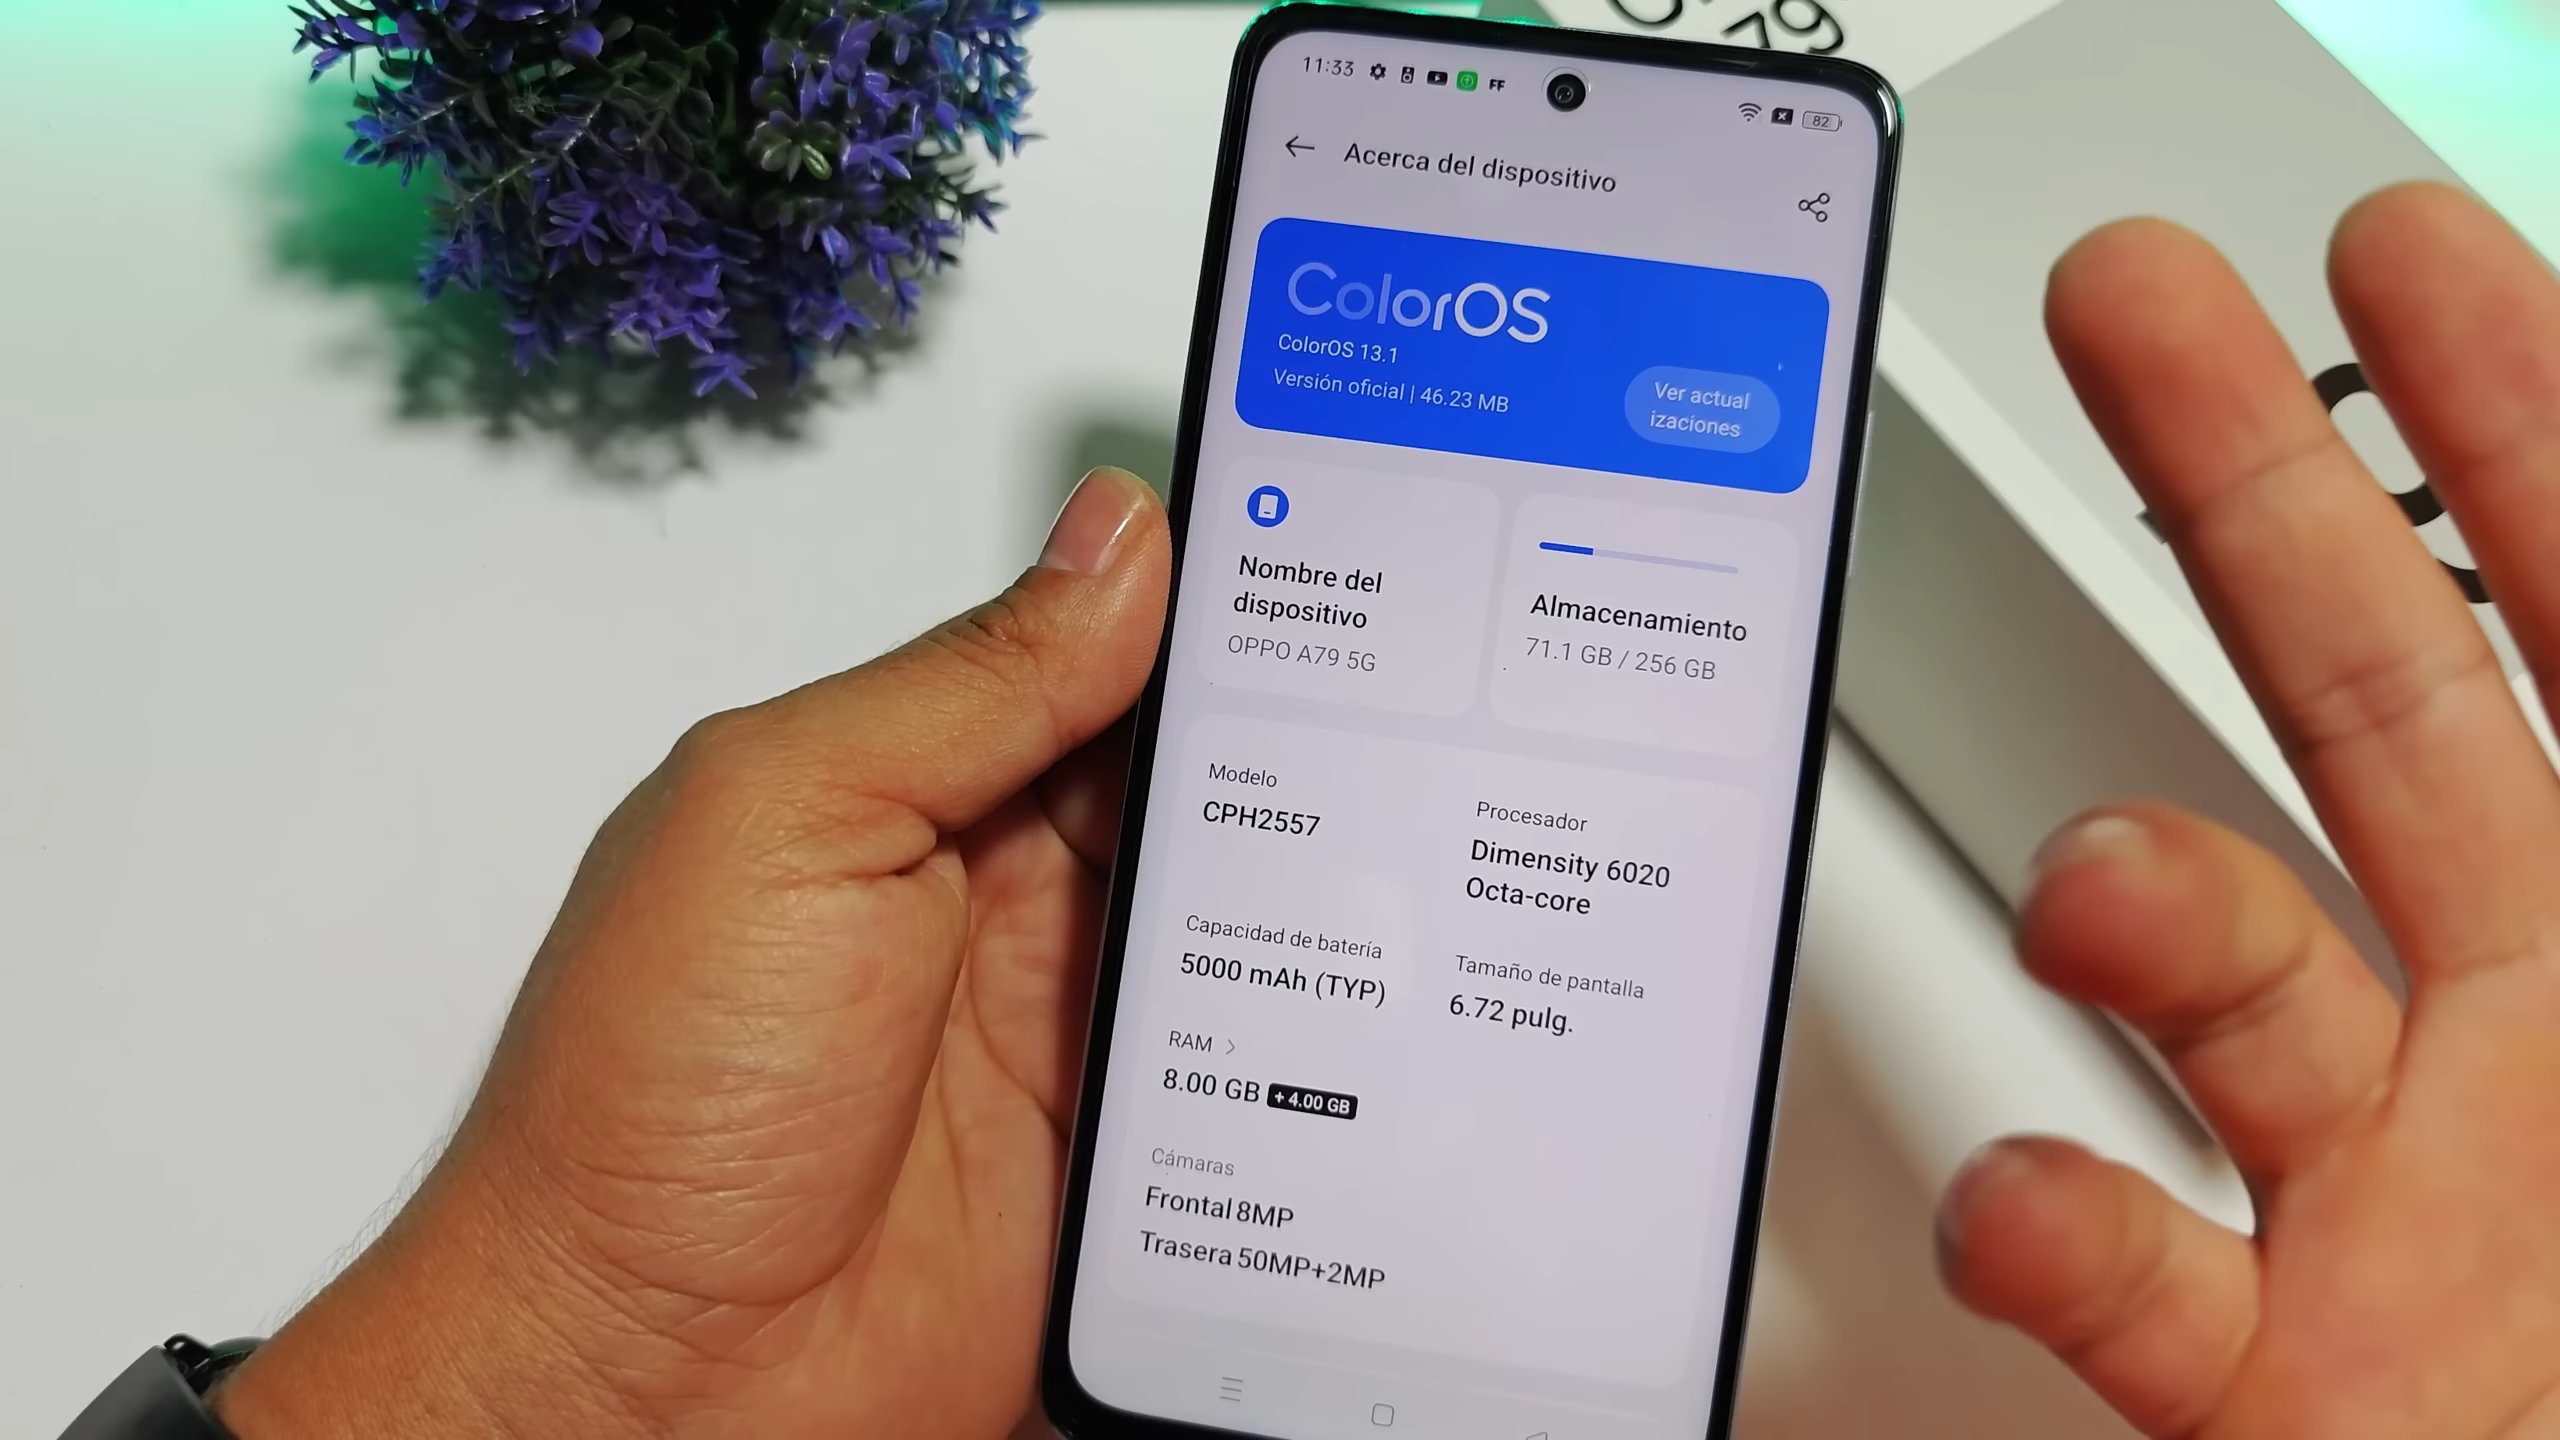 11:33 FF 82
Acerca del dispositivo
ColorOS
ColorOS 13.1
Versión oficial | 46.23 MB
Ver actual
izaciones
Nombre del
dispositivo
OPPO A79 5G
Almacenamiento
71.1 GB / 256 GB
Modelo
CPH2557
Procesador
Dimensity 6020
Octa-core
Capacidad de batería
5000 mAh (TYP)
Tamaño de pantalla
6.72 pulg.
RAM >
8.00 GB + 4.00 GB
Cámaras
Frontal 8MP
Trasera 50MP+2MP